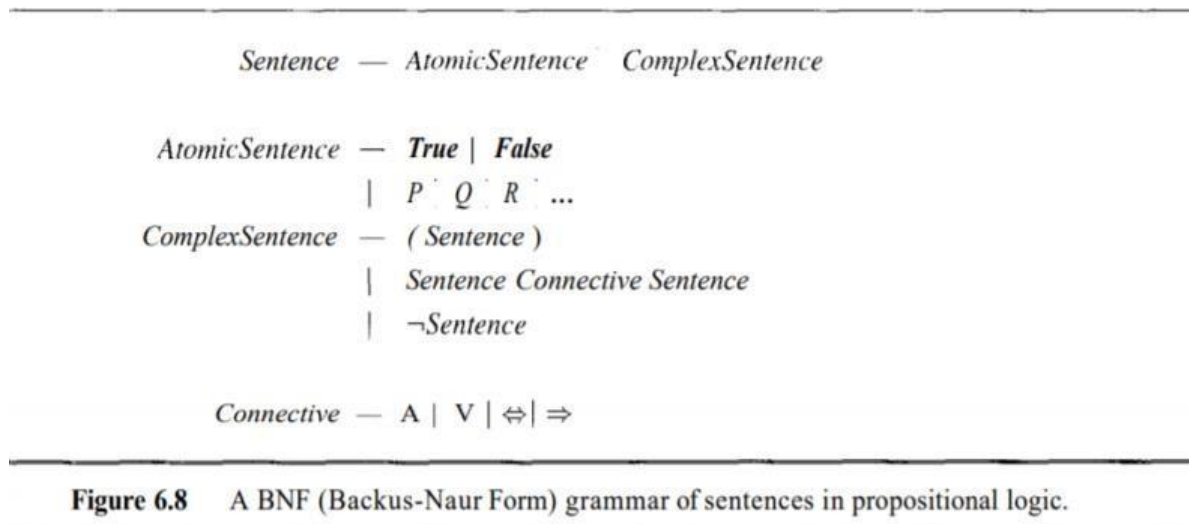 Sentence — AtomicSentence ComplexSentence
AtomicSentence — True | False
| P Q R ...
ComplexSentence — ( Sentence )
| Sentence Connective Sentence
| ¬Sentence
Connective — A | V | ⇔ | ⇒
Figure 6.8 A BNF (Backus-Naur Form) grammar of sentences in propositional logic.